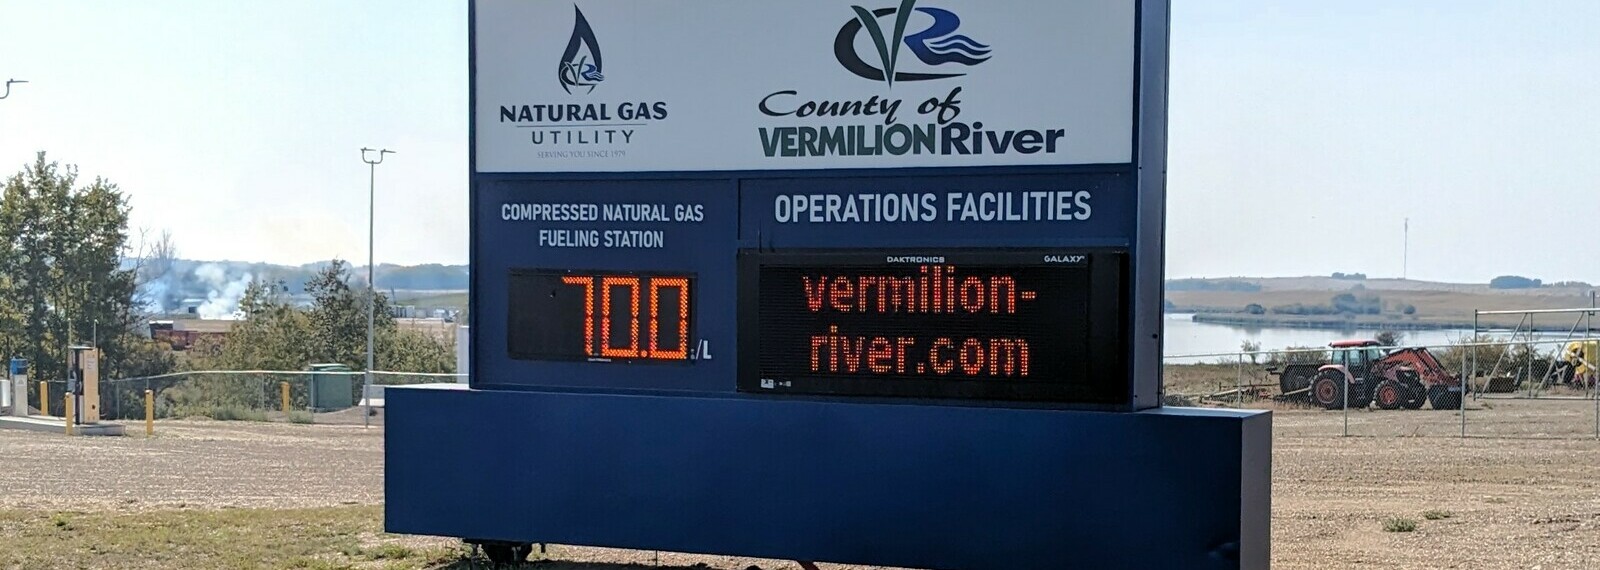 NATURAL GAS
UTILITY
SERVING YOU SINCE 1979
County of
VERMILION River
COMPRESSED NATURAL GAS
FUELING STATION
70.0 /L
OPERATIONS FACILITIES
DAKTRONICS GALAXY
vermilion-
river.com